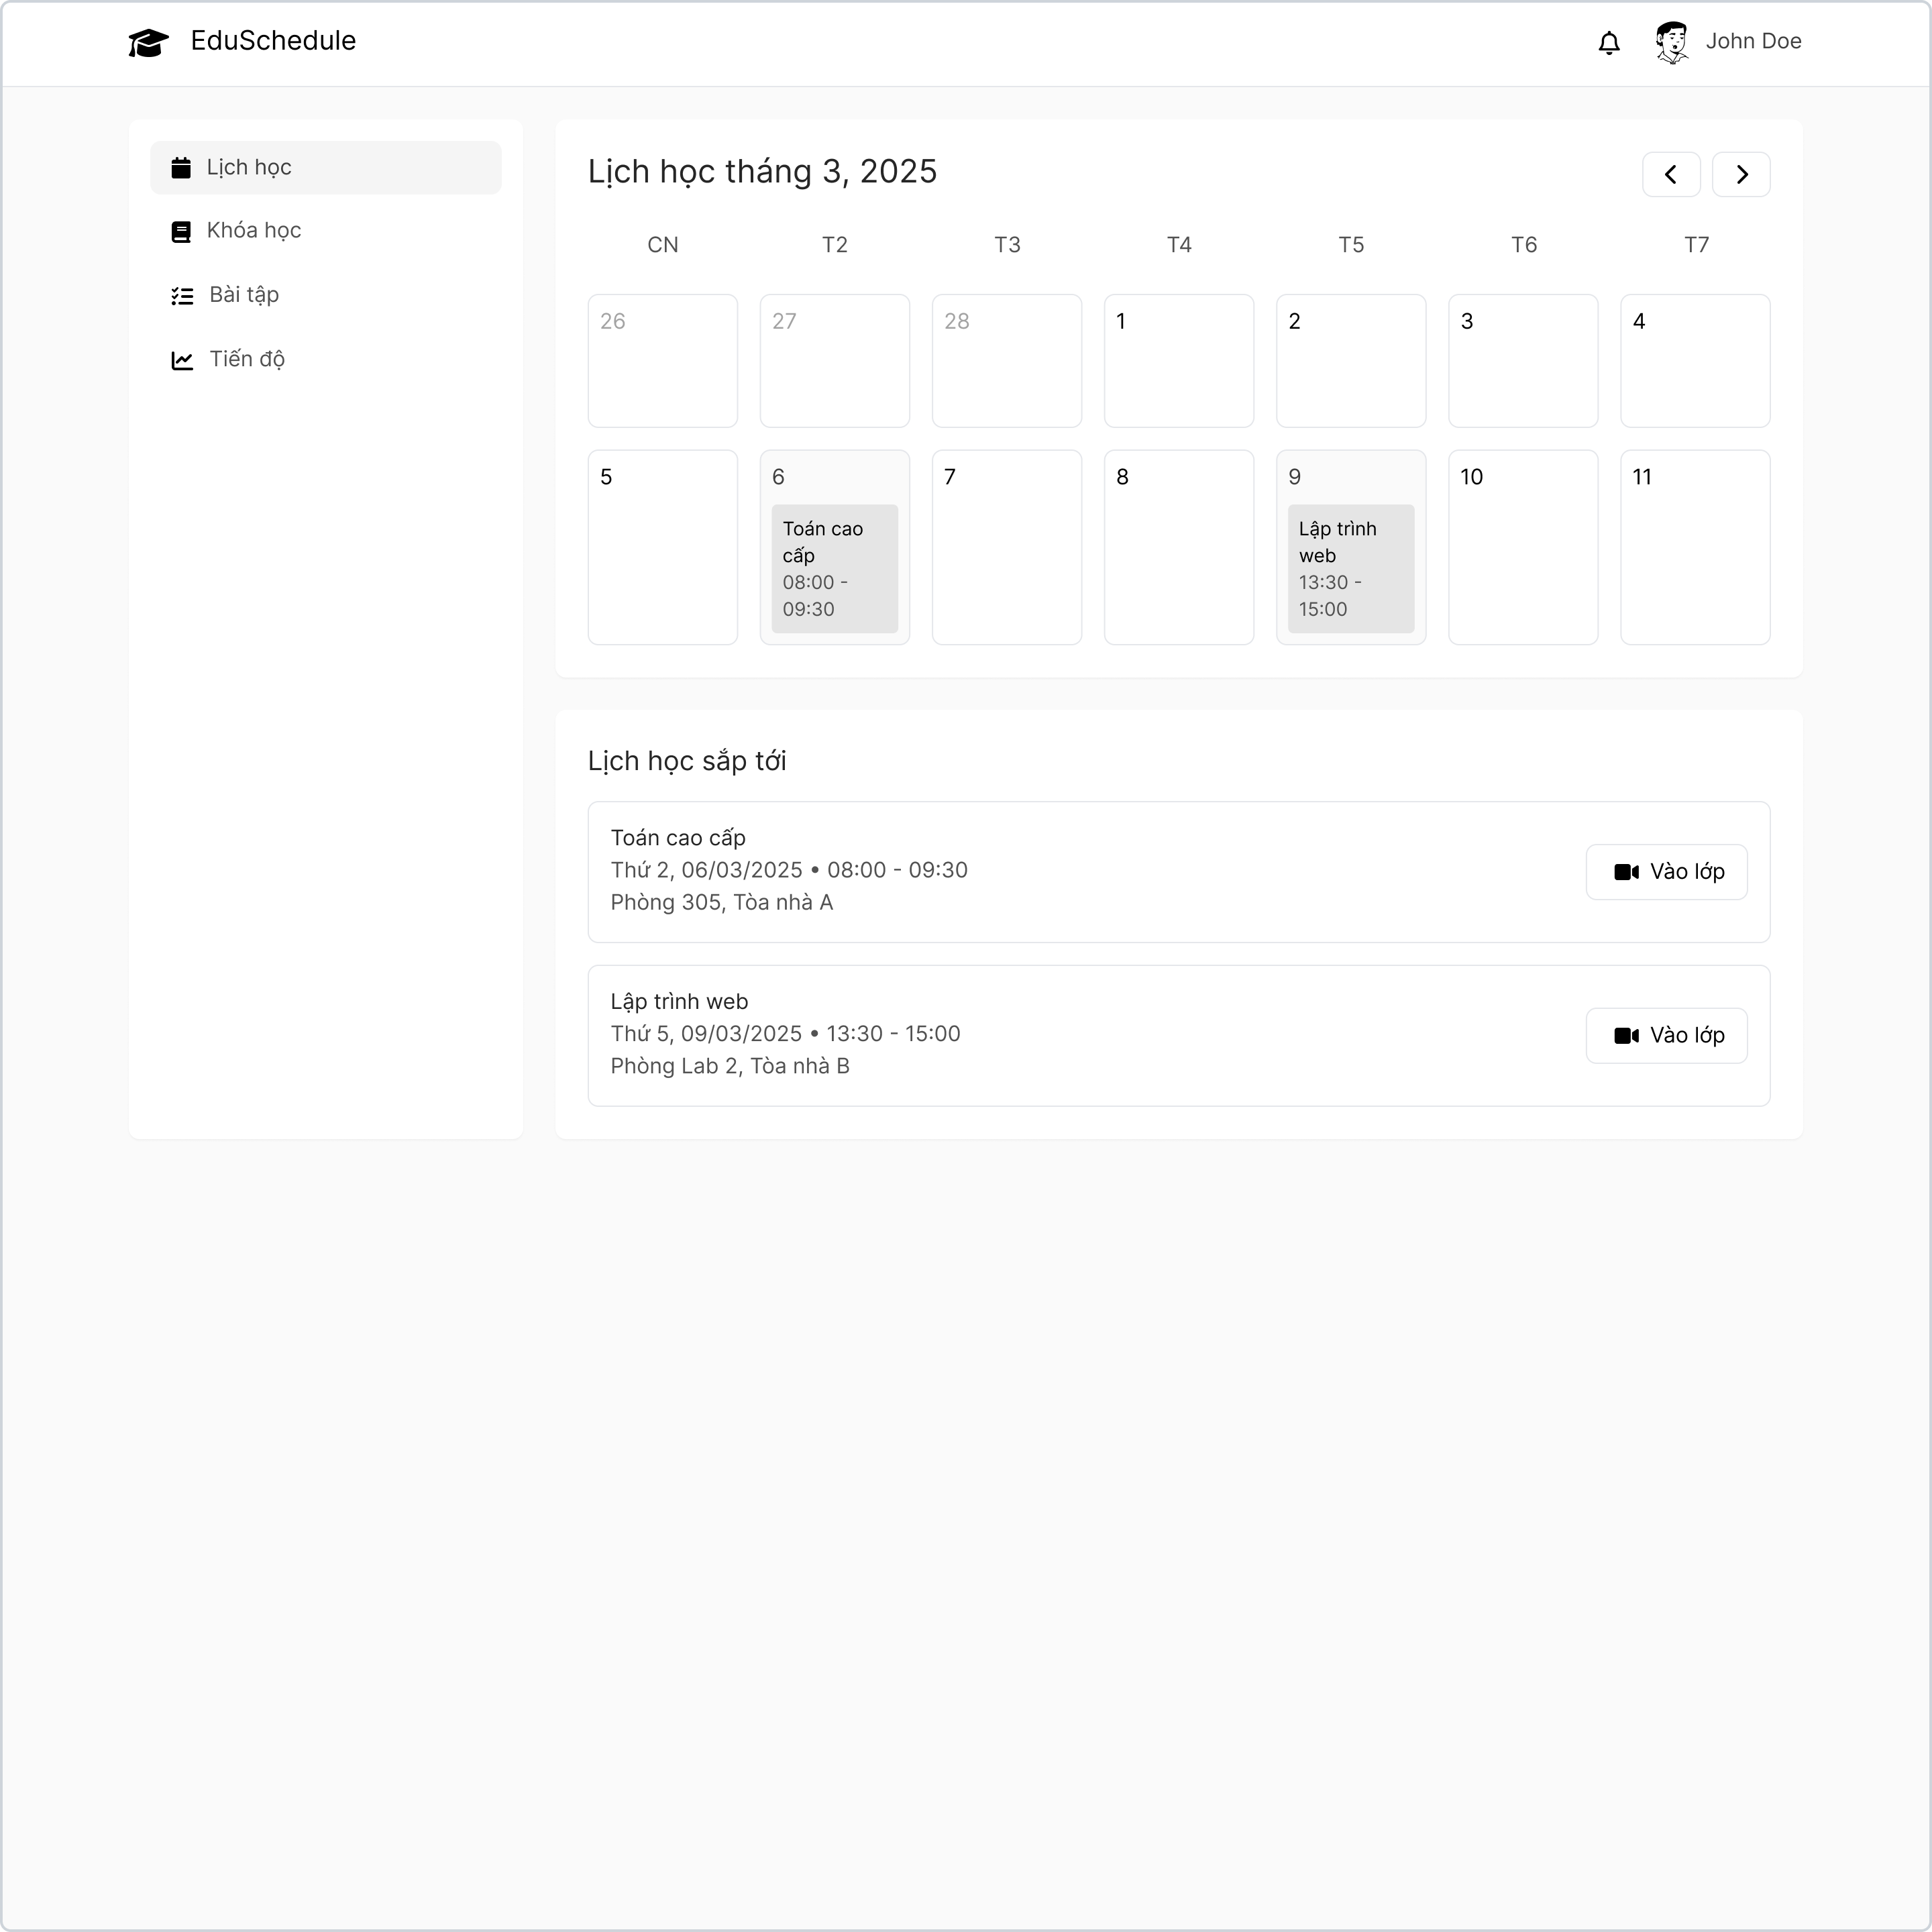 EduSchedule
John Doe
Lịch học
Khóa học
Bài tập
Tiến độ
Lịch học tháng 3, 2025
CN T2 T3 T4 T5 T6 T7
26 27 28 1 2 3 4
5 6 7 8 9 10 11
Toán cao
cấp
08:00 -
09:30
Lập trình
web
13:30 -
15:00
Lịch học sắp tới
Toán cao cấp
Thứ 2, 06/03/2025 • 08:00 - 09:30
Phòng 305, Tòa nhà A
Vào lớp
Lập trình web
Thứ 5, 09/03/2025 • 13:30 - 15:00
Phòng Lab 2, Tòa nhà B
Vào lớp